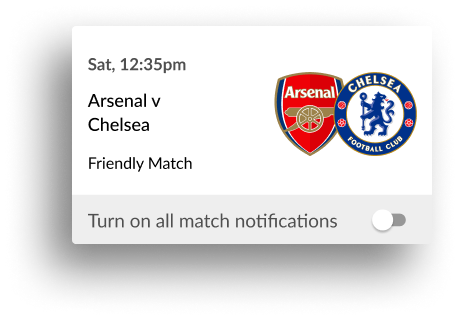 Sat, 12:35pm
Arsenal v
Chelsea
Friendly Match
Arsenal
CHELSEA
FOOTBALL CLUB
Turn on all match notifications